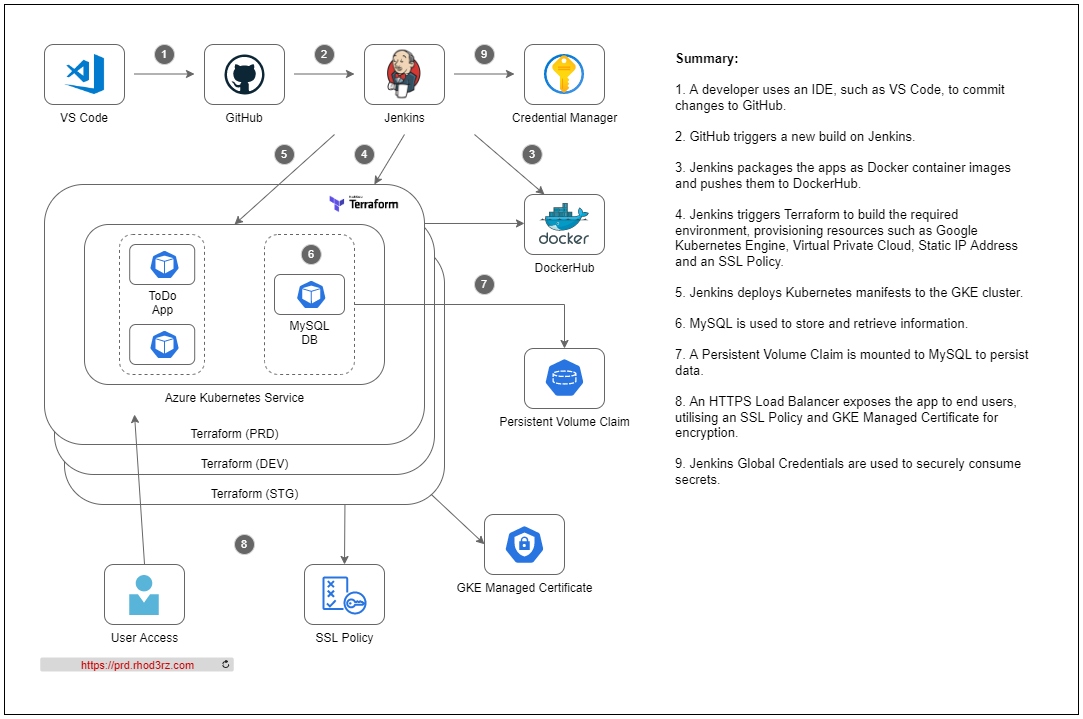 1
2
9
VS Code
GitHub
Jenkins
Credential Manager
5
4
3
Terraform
docker
DockerHub
6
7
ToDo
App
MySQL
DB
Azure Kubernetes Service
Persistent Volume Claim
Terraform (PRD)
Terraform (DEV)
Terraform (STG)
8
GKE Managed Certificate
User Access
SSL Policy
https://prd.rhod3rz.com
Summary:
1. A developer uses an IDE, such as VS Code, to commit
changes to GitHub.
2. GitHub triggers a new build on Jenkins.
3. Jenkins packages the apps as Docker container images
and pushes them to DockerHub.
4. Jenkins triggers Terraform to build the required
environment, provisioning resources such as Google
Kubernetes Engine, Virtual Private Cloud, Static IP Address
and an SSL Policy.
5. Jenkins deploys Kubernetes manifests to the GKE cluster.
6. MySQL is used to store and retrieve information.
7. A Persistent Volume Claim is mounted to MySQL to persist
data.
8. An HTTPS Load Balancer exposes the app to end users,
utilising an SSL Policy and GKE Managed Certificate for
encryption.
9. Jenkins Global Credentials are used to securely consume
secrets.